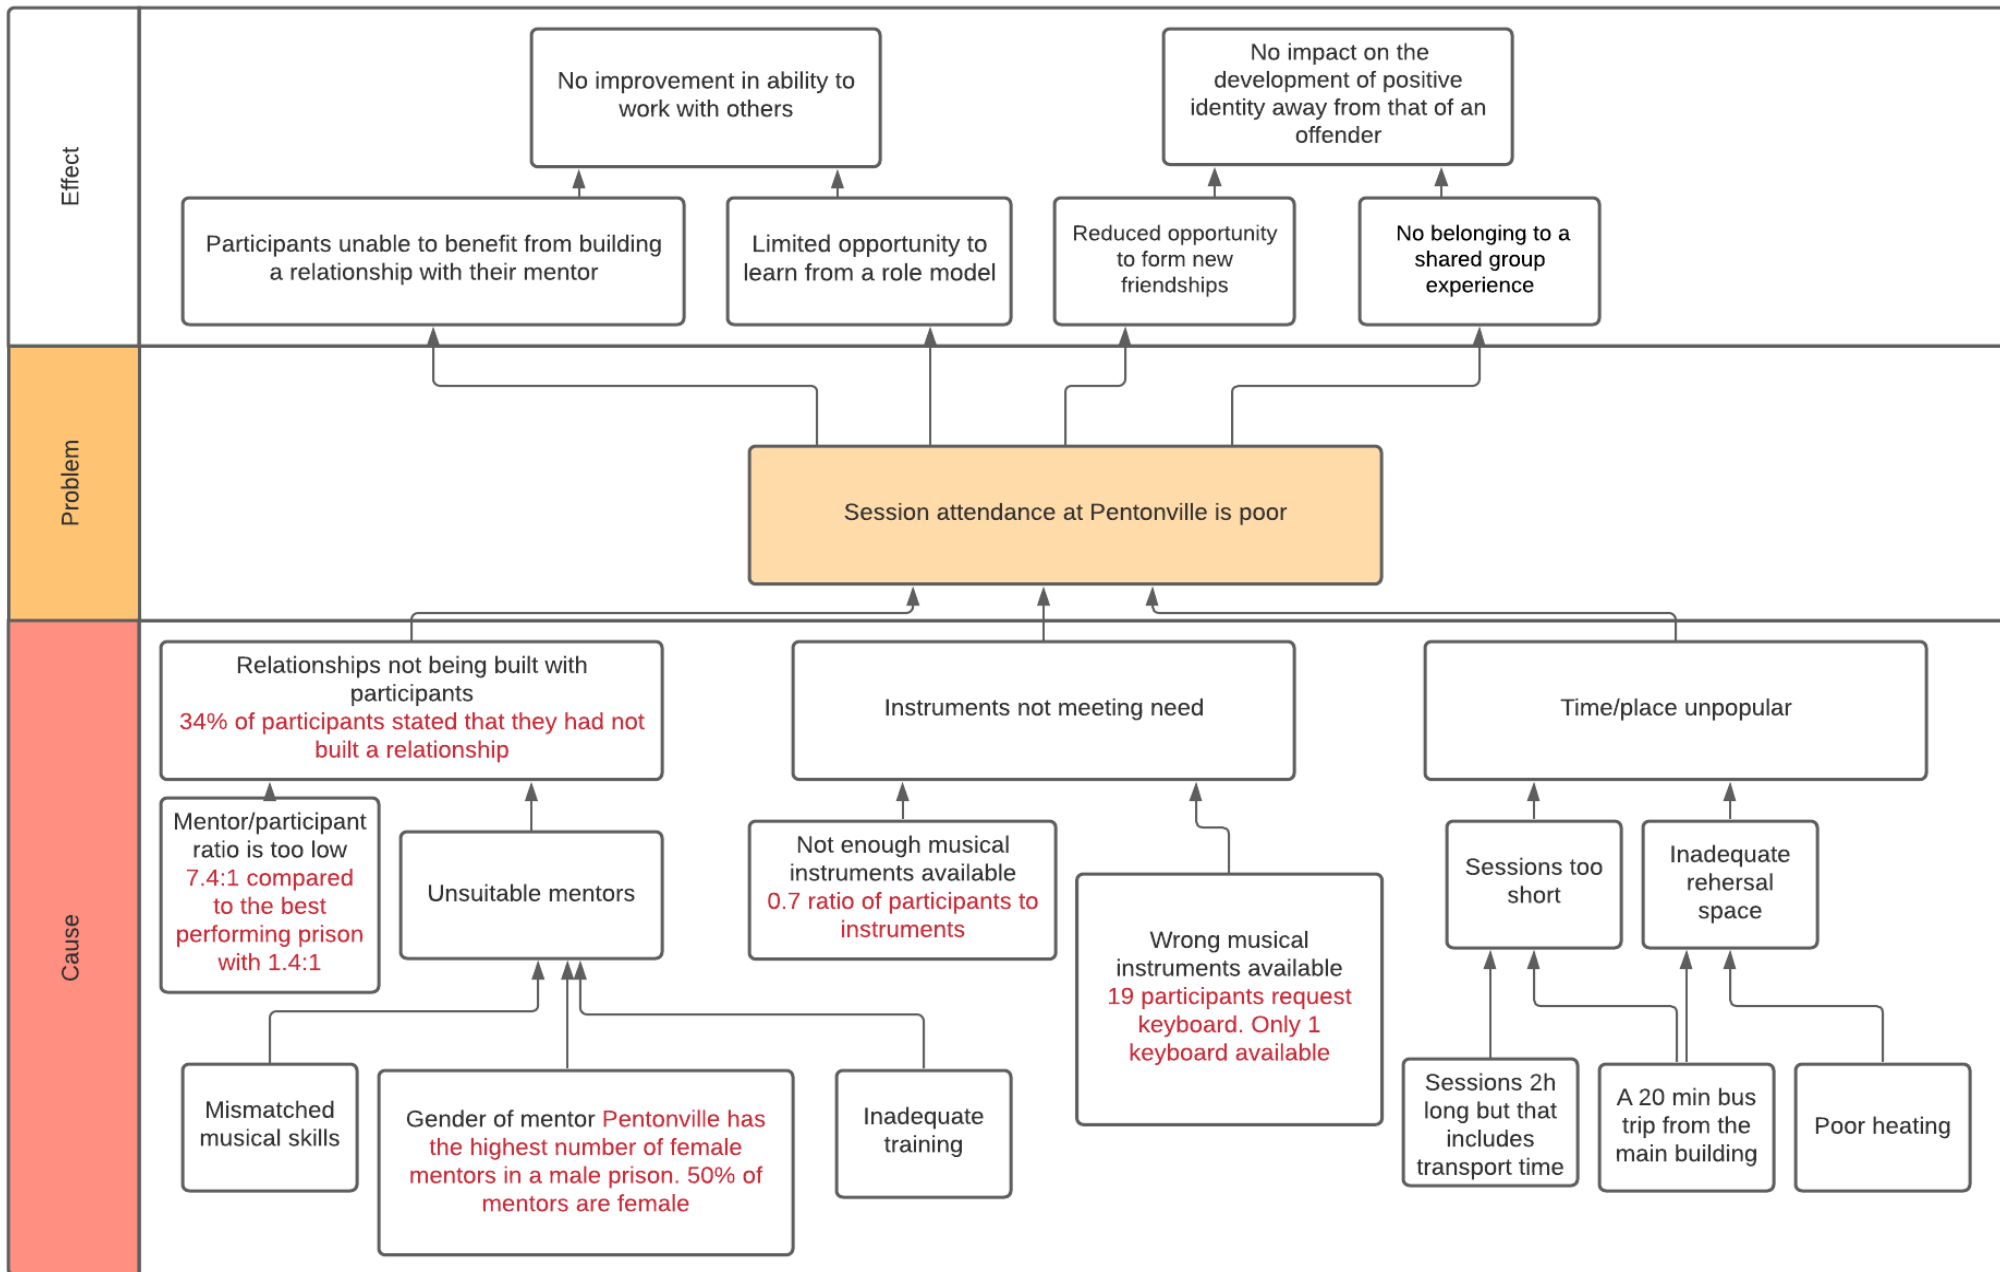 Effect
No improvement in ability to
work with others
No impact on the
development of positive
identity away from that of an
offender
Participants unable to benefit from building
a relationship with their mentor
Limited opportunity to
learn from a role model
Reduced opportunity
to form new
friendships
No belonging to a
shared group
experience
Problem
Session attendance at Pentonville is poor
Cause
Relationships not being built with
participants
34% of participants stated that they had not
built a relationship
Instruments not meeting need
Time/place unpopular
Mentor/participant
ratio is too low
7.4:1 compared
to the best
performing prison
with 1.4:1
Unsuitable mentors
Not enough musical
instruments available
0.7 ratio of participants to
instruments
Wrong musical
instruments available
19 participants request
keyboard. Only 1
keyboard available
Sessions too
short
Inadequate
rehersal
space
Mismatched
musical skills
Gender of mentor Pentonville has
the highest number of female
mentors in a male prison. 50% of
mentors are female
Inadequate
training
Sessions 2h
long but that
includes
transport time
A 20 min bus
trip from the
main building
Poor heating